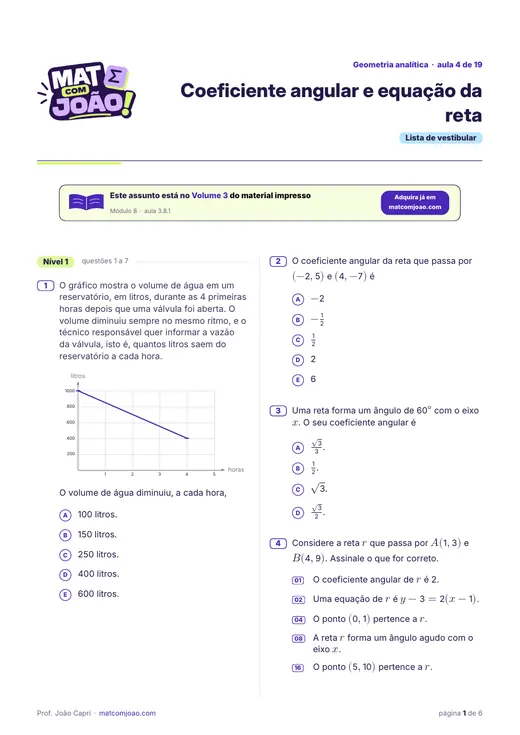 MAT
COM
JOÃO!
Σ
Geometria analítica · aula 4 de 19
Coeficiente angular e equação da
reta
Lista de vestibular
Este assunto está no Volume 3 do material impresso
Módulo 8 · aula 3.8.1
Adquira já em
matcomjoao.com
Nível 1 questões 1 a 7
1 O gráfico mostra o volume de água em um
reservatório, em litros, durante as 4 primeiras
horas depois que uma válvula foi aberta. O
volume diminuiu sempre no mesmo ritmo, e o
técnico responsável quer informar a vazão
da válvula, isto é, quantos litros saem do
reservatório a cada hora.
litros
1000
800
600
400
200
1 2 3 4 5 horas
O volume de água diminuiu, a cada hora,
A 100 litros.
B 150 litros.
C 250 litros.
D 400 litros.
E 600 litros.
2 O coeficiente angular da reta que passa por
(−2, 5) e (4, −7) é
A −2
B −1/2
C 1/2
D 2
E 6
3 Uma reta forma um ângulo de 60° com o eixo
x. O seu coeficiente angular é
A √3/3.
B 1/2.
C √3.
D √3/2.
4 Considere a reta r que passa por A(1, 3) e
B(4, 9). Assinale o que for correto.
01 O coeficiente angular de r é 2.
02 Uma equação de r é y − 3 = 2(x − 1).
04 O ponto (0, 1) pertence a r.
08 A reta r forma um ângulo agudo com o
eixo x.
16 O ponto (5, 10) pertence a r.
Prof. João Capri · matcomjoao.com
página 1 de 6